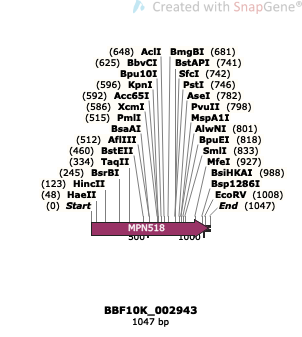 Created with SnapGene®
(648) AclI BmgBI (681)
(625) BbvCI BstAPI (741)
Bpu10I SfcI (742)
(596) KpnI PstI (746)
(592) Acc65I AseI (782)
(586) XcmI PvuII (798)
(515) PmlI MspA1I
BsaAI AlwNI (801)
(512) AflIII BpuEI (818)
(460) BstEII SmlI (833)
(334) TaqII MfeI (927)
(245) BsrBI BsiHKAI (988)
(123) HincII Bsp1286I
(48) HaeII EcoRV (1008)
(0) Start End (1047)
MPN518
500 1000
BBF10K_002943
1047 bp